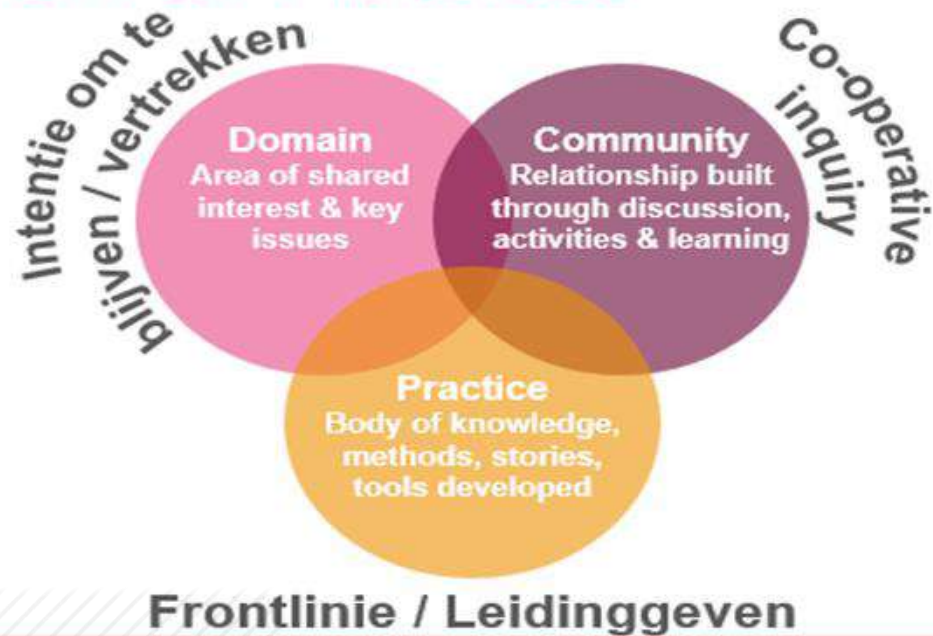 Intentie om te
blijven / vertrekken
Co-operative
inquiry
Domain
Area of shared
interest & key
issues
Community
Relationship built
through discussion,
activities & learning
Practice
Body of knowledge,
methods, stories,
tools developed
Frontlinie / Leidinggeven